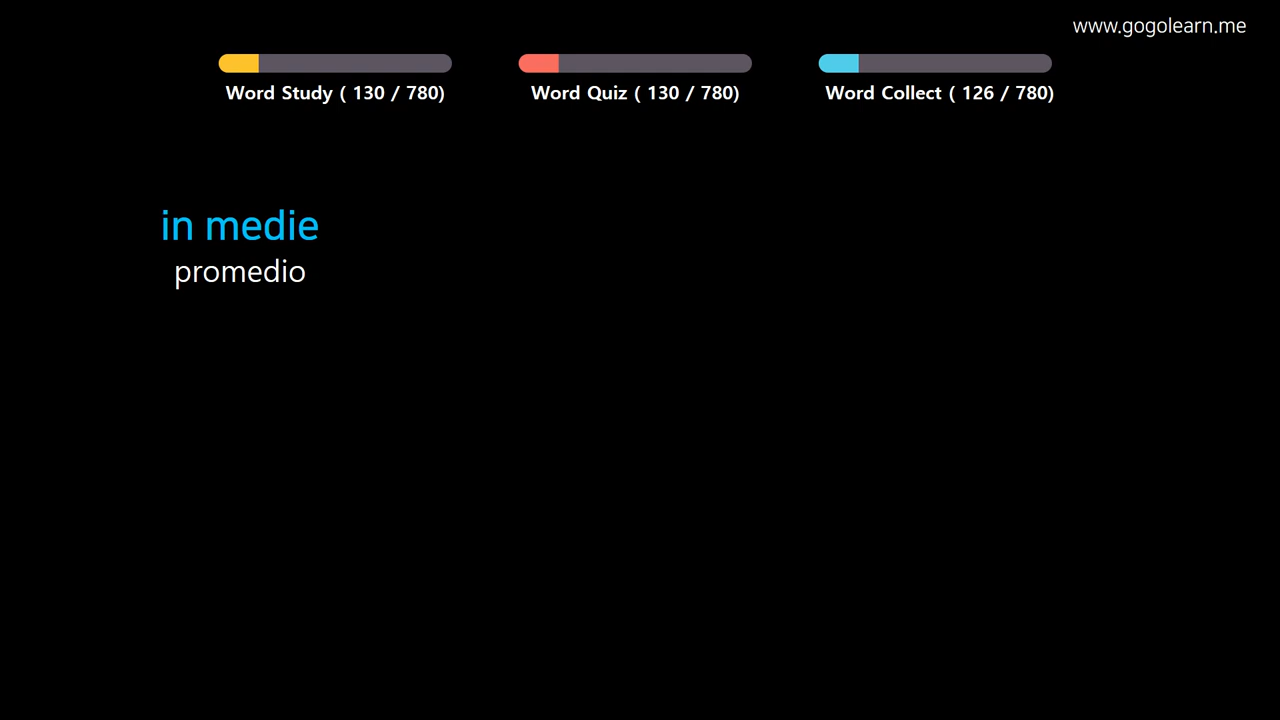 www.gogolearn.me
Word Study ( 130 / 780)
Word Quiz ( 130 / 780)
Word Collect ( 126 / 780)
in medie
promedio